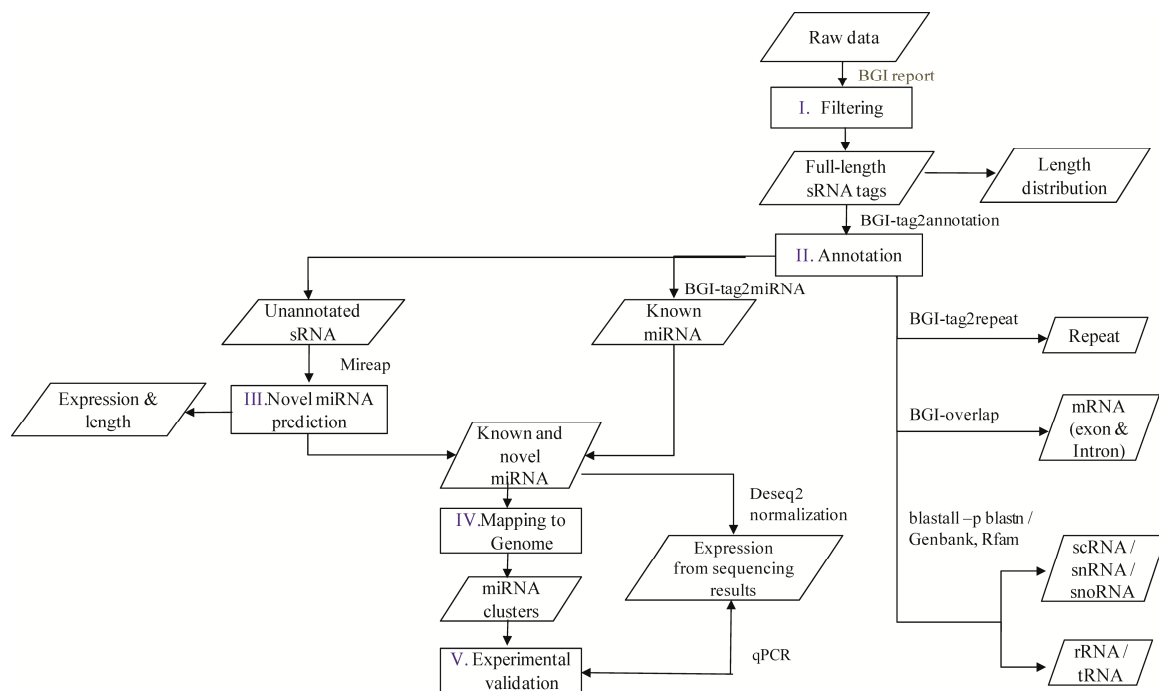 Raw data
BGI report
I. Filtering
Full-length
sRNA tags
Length
distribution
BGI-tag2annotation
II. Annotation
BGI-tag2miRNA
Unannotated
sRNA
Known
miRNA
BGI-tag2repeat
Repeat
Mireap
III.Novel miRNA
prediction
Expression &
length
BGI-overlap
mRNA
(exon &
Intron)
Known and
novel
miRNA
Deseq2
normalization
IV.Mapping to
Genome
blastall –p blastn /
Genbank, Rfam
Expression
from sequencing
results
scRNA /
snRNA /
snoRNA
miRNA
clusters
V. Experimental
validation
qPCR
rRNA /
tRNA